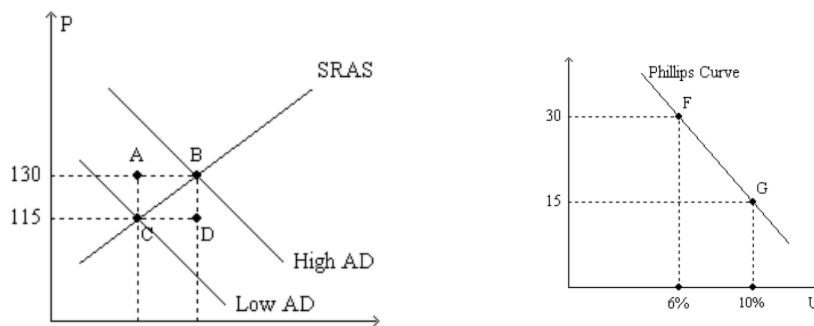 P
SRAS
A
B
130
115
C
D
High AD
Low AD
Phillips Curve
F
30
G
15
6%
10%
U